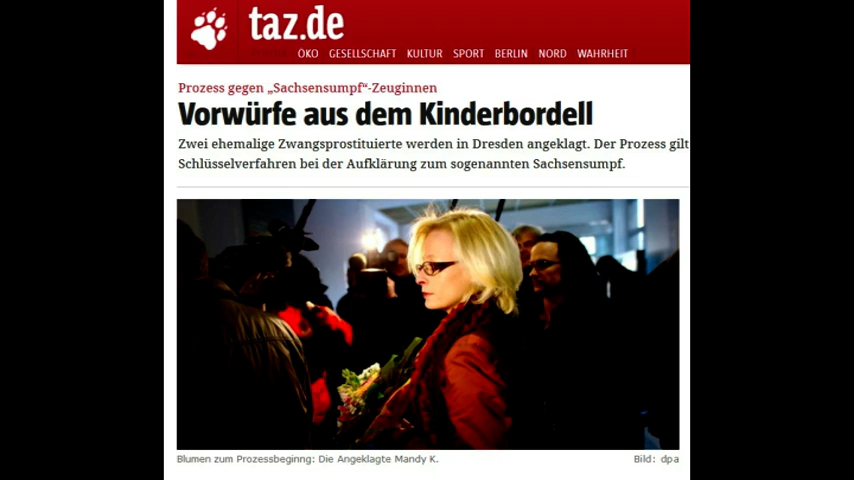 taz.de
ÖKO GESELLSCHAFT KULTUR SPORT BERLIN NORD WAHRHEIT
Prozess gegen „Sachsensumpf“-Zeuginnen
Vorwürfe aus dem Kinderbordell
Zwei ehemalige Zwangsprostituierte werden in Dresden angeklagt. Der Prozess gilt
Schlüsselverfahren bei der Aufklärung zum sogenannten Sachsensumpf.
Blumen zum Prozessbeginng: Die Angeklagte Mandy K. Bild: dpa